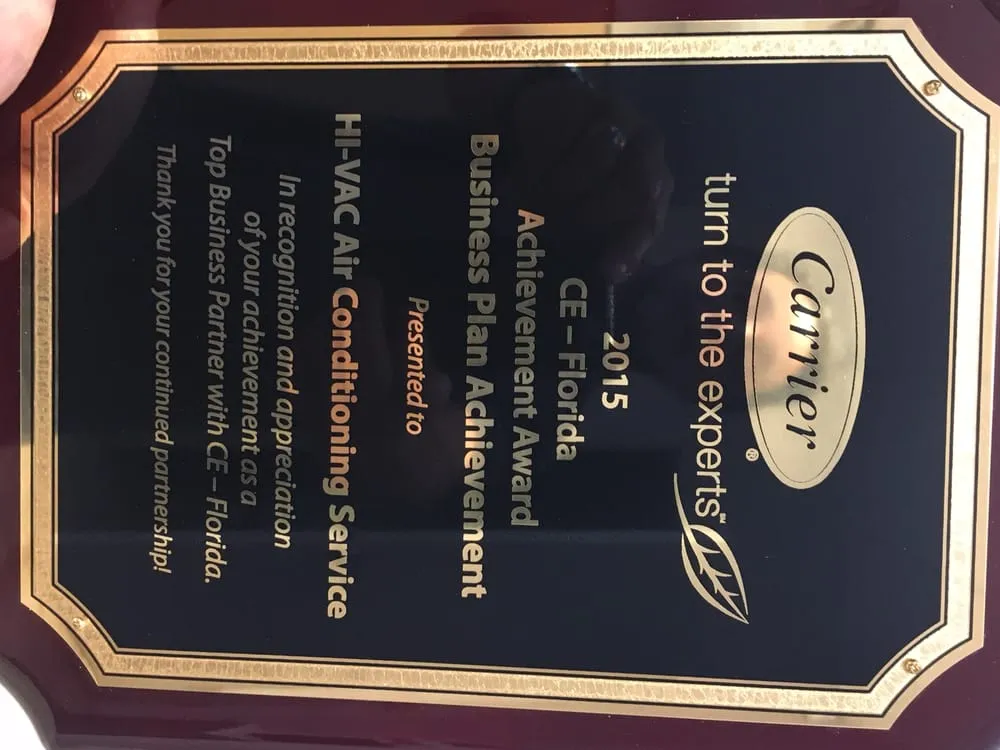 Carrier®
turn to the experts℠
2015
CE – Florida
Achievement Award
Business Plan Achievement
Presented to
HI-VAC Air Conditioning Service
In recognition and appreciation
of your achievement as a
Top Business Partner with CE – Florida.
Thank you for your continued partnership!